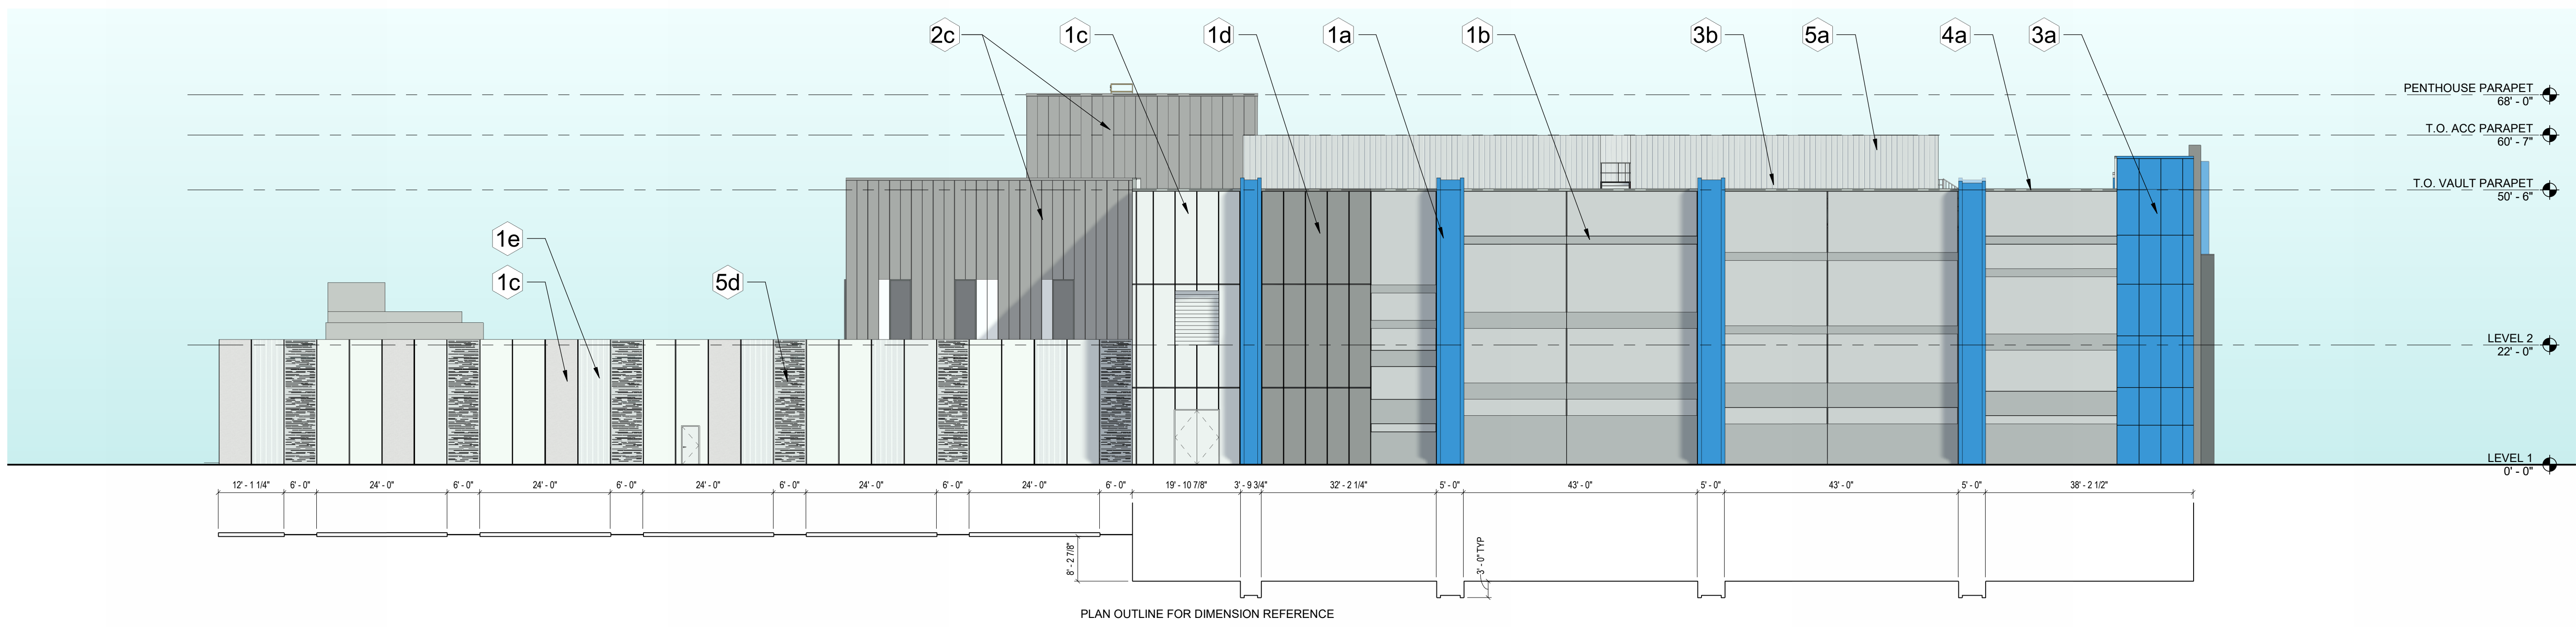 2c
1c
1d
1a
1b
3b
5a
4a
3a
PENTHOUSE PARAPET
68' - 0"
T.O. ACC PARAPET
60' - 7"
T.O. VAULT PARAPET
50' - 6"
1e
1c
5d
LEVEL 2
22' - 0"
LEVEL 1
0' - 0"
12' - 1 1/4"
6' - 0"
24' - 0"
6' - 0"
24' - 0"
6' - 0"
24' - 0"
6' - 0"
24' - 0"
6' - 0"
24' - 0"
6' - 0"
19' - 10 7/8"
3' - 9 3/4"
32' - 2 1/4"
5' - 0"
43' - 0"
5' - 0"
43' - 0"
5' - 0"
38' - 2 1/2"
8' - 2 7/8"
3' - 0" TYP
PLAN OUTLINE FOR DIMENSION REFERENCE